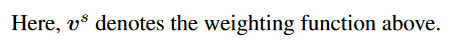 Here, $v^s$ denotes the weighting function above.